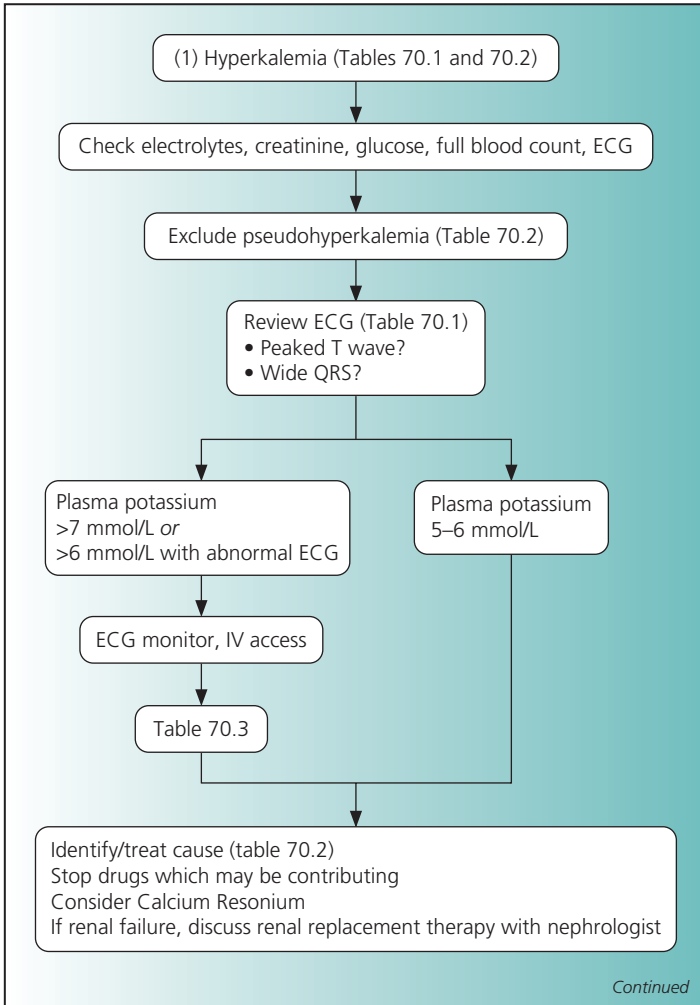 (1) Hyperkalemia (Tables 70.1 and 70.2)
Check electrolytes, creatinine, glucose, full blood count, ECG
Exclude pseudohyperkalemia (Table 70.2)
Review ECG (Table 70.1)
• Peaked T wave?
• Wide QRS?
Plasma potassium
>7 mmol/L or
>6 mmol/L with abnormal ECG
Plasma potassium
5–6 mmol/L
ECG monitor, IV access
Table 70.3
Identify/treat cause (table 70.2)
Stop drugs which may be contributing
Consider Calcium Resonium
If renal failure, discuss renal replacement therapy with nephrologist
Continued